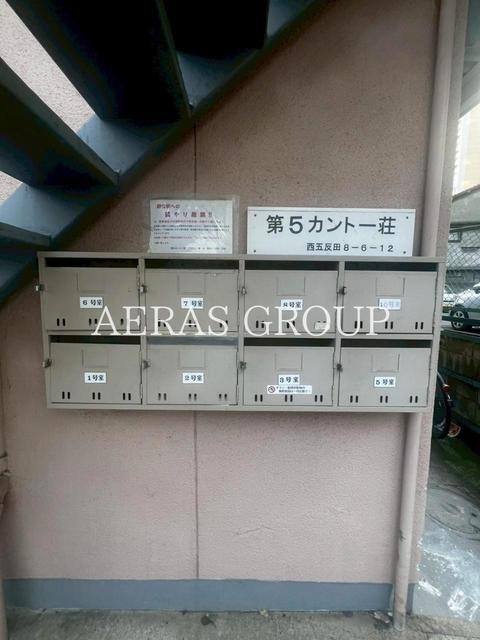 第5カントー荘
西五反田8-6-12
6号室
7号室
8号室
10号室
AERAS GROUP
1号室
2号室
3号室
5号室